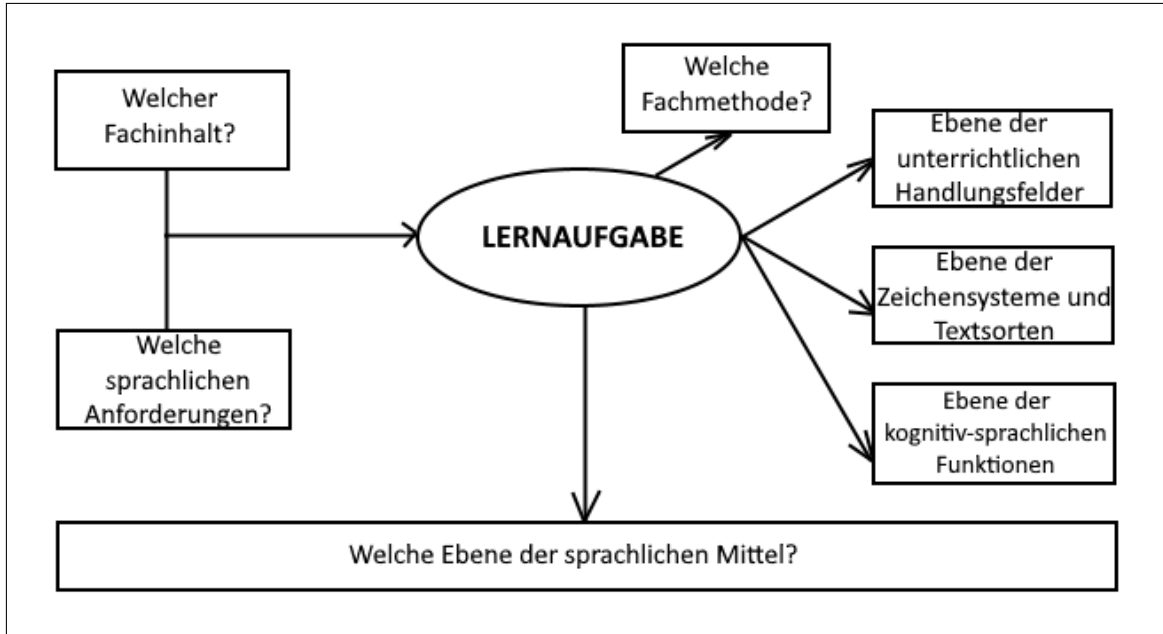 Welcher
Fachinhalt?
Welche
sprachlichen
Anforderungen?
LERNAUFGABE
Welche
Fachmethode?
Ebene der
unterrichtlichen
Handlungsfelder
Ebene der
Zeichensysteme und
Textsorten
Ebene der
kognitiv-sprachlichen
Funktionen
Welche Ebene der sprachlichen Mittel?